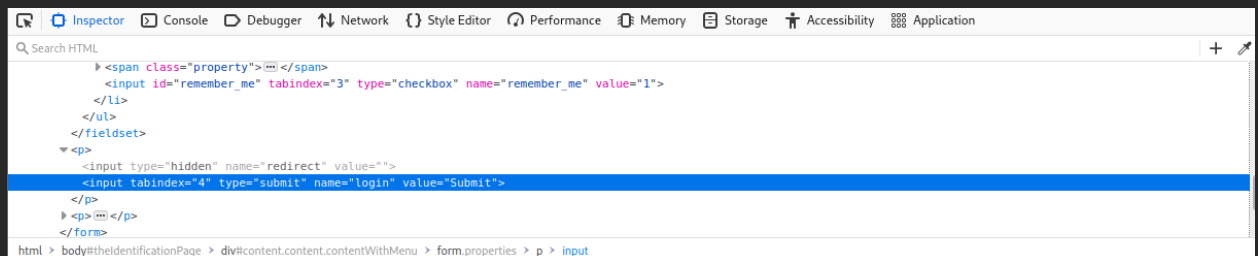 Inspector Console Debugger Network Style Editor Performance Memory Storage Accessibility Application
Search HTML
<span class="property"> </span>
<input id="remember_me" tabindex="3" type="checkbox" name="remember_me" value="1">
</li>
</ul>
</fieldset>
<p>
<input type="hidden" name="redirect" value="">
<input tabindex="4" type="submit" name="login" value="Submit">
</p>
<p> </p>
</form>
html > body#theIdentificationPage > div#content.content.contentWithMenu > form.properties > p > input